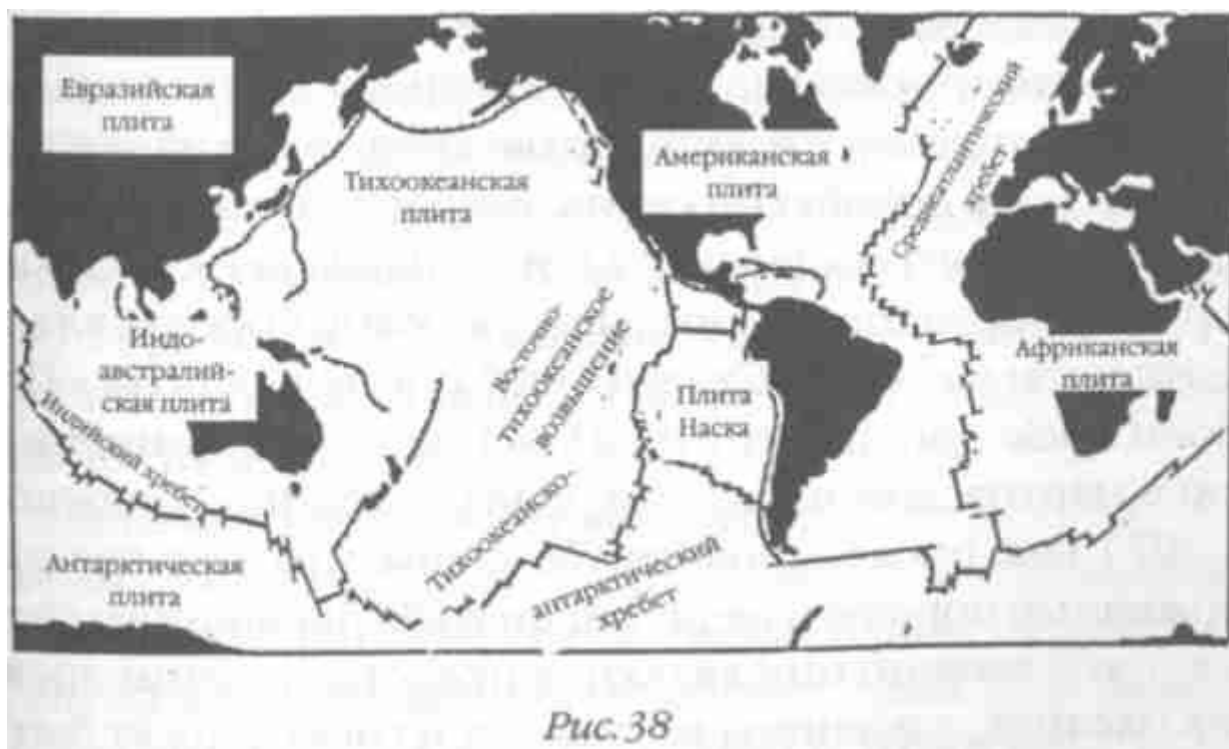 Евразийская
плита
Тихоокеанская
плита
Американская
плита
Срединоатлантический
хребет
Индо-
австралий-
ская плита
Индийский хребет
Восточно-
тихоокеанское
возвышение
Плита
Наска
Африканская
плита
Антарктическая
плита
Тихоокеанско-
антарктический
хребет
Рис.38